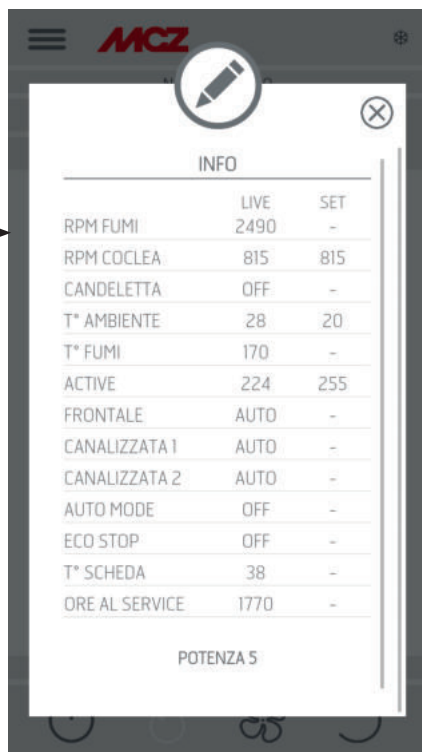 MCZ
INFO
LIVE SET
RPM FUMI 2490 -
RPM COCLEA 815 815
CANDELETTA OFF -
T° AMBIENTE 28 20
T° FUMI 170 -
ACTIVE 224 255
FRONTALE AUTO -
CANALIZZATA 1 AUTO -
CANALIZZATA 2 AUTO -
AUTO MODE OFF -
ECO STOP OFF -
T° SCHEDA 38 -
ORE AL SERVICE 1770 -
POTENZA 5